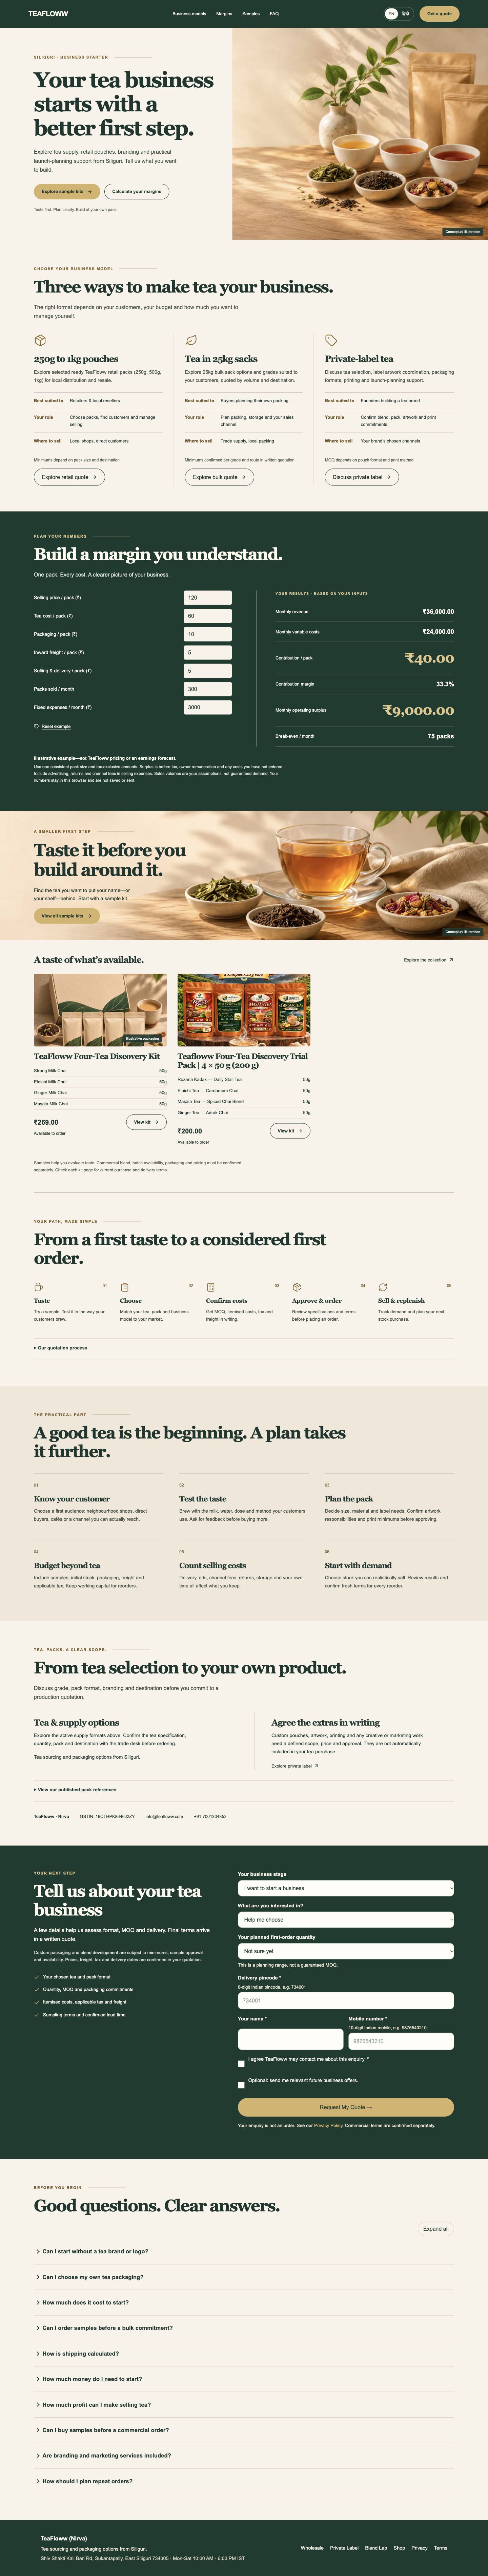 TEAFLOWW
Business models Margins Samples FAQ
EN हिन्दी
Get a quote
SILIGURI · BUSINESS STARTER
Your tea business
starts with a
better first step.
Explore tea supply, retail pouches, branding and practical
launch-planning support from Siliguri. Tell us what you want
to build.
Explore sample kits →
Calculate your margins
Taste first. Plan clearly. Build at your own pace.
Conceptual illustration
CHOOSE YOUR BUSINESS MODEL
Three ways to make tea your business.
The right format depends on your customers, your budget and how much you want to
manage yourself.
250g to 1kg pouches
Explore selected ready TeaFloww retail packs (250g, 500g,
1kg) for local distribution and resale.
Best suited to Retailers & local resellers
Your role Choose packs, find customers and manage
selling.
Where to sell Local shops, direct customers
Minimums depend on pack size and destination
Explore retail quote →
Tea in 25kg sacks
Explore 25kg bulk sack options and grades suited to
your customers, quoted by volume and destination.
Best suited to Buyers planning their own packing
Your role Plan packing, storage and your sales
channel.
Where to sell Trade supply, local packing
Minimums confirmed per grade and route in written quotation
Explore bulk quote →
Private-label tea
Discuss tea selection, label artwork coordination, packaging
formats, printing and launch-planning support.
Best suited to Founders building a tea brand
Your role Confirm blend, pack, artwork and print
commitments.
Where to sell Your brand's chosen channels
MOQ depends on pouch format and print method
Discuss private label →
PLAN YOUR NUMBERS
Build a margin you understand.
One pack. Every cost. A clearer picture of your business.
Selling price / pack (₹) 120
Tea cost / pack (₹) 60
Packaging / pack (₹) 10
Inward freight / pack (₹) 5
Selling & delivery / pack (₹) 5
Packs sold / month 300
Fixed expenses / month (₹) 3000
Reset example
YOUR RESULTS · BASED ON YOUR INPUTS
Monthly revenue ₹36,000.00
Monthly variable costs ₹24,000.00
Contribution / pack ₹40.00
Contribution margin 33.3%
Monthly operating surplus ₹9,000.00
Break-even / month 75 packs
Illustrative example—not TeaFloww pricing or an earnings forecast.
Use one consistent pack size and tax-exclusive amounts. Surplus is before tax, owner remuneration and any costs you have not entered.
Include advertising, returns and channel fees in selling expenses. Sales volumes are your assumptions, not guaranteed demand. Your
numbers stay in this browser and are not saved or sent.
A SMALLER FIRST STEP
Taste it before you
build around it.
Find the tea you want to put your name—or
your shelf—behind. Start with a sample kit.
View all sample kits →
Conceptual illustration
A taste of what's available.
Explore the collection ↗
Illustrative packaging
TeaFloww Four-Tea Discovery Kit
Strong Milk Chai 50g
Elaichi Milk Chai 50g
Ginger Milk Chai 50g
Masala Milk Chai 50g
₹269.00
Available to order
View kit →
Teafloww Four-Tea Discovery Trial
Pack | 4 × 50 g (200 g)
Rozana Kadak — Daily Stall Tea 50g
Elaichi Tea — Cardamom Chai 50g
Masala Tea — Spiced Chai Blend 50g
Ginger Tea — Adrak Chai 50g
₹200.00
Available to order
View kit →
Samples help you evaluate taste. Commercial blend, batch availability, packaging and pricing must be confirmed
separately. Check each kit page for current purchase and delivery terms.
YOUR PATH, MADE SIMPLE
From a first taste to a considered first
order.
01
Taste
Try a sample. Test it in the way your
customers brew.
02
Choose
Match your tea, pack and business
model to your market.
03
Confirm costs
Get MOQ, itemised costs, tax and
freight in writing.
04
Approve & order
Review specifications and terms
before placing an order.
05
Sell & replenish
Track demand and plan your next
stock purchase.
Our quotation process
THE PRACTICAL PART
A good tea is the beginning. A plan takes
it further.
01
Know your customer
Choose a first audience: neighbourhood shops, direct
buyers, cafés or a channel you can actually reach.
02
Test the taste
Brew with the milk, water, dose and method your customers
use. Ask for feedback before buying more.
03
Plan the pack
Decide size, material and label needs. Confirm artwork
responsibilities and print minimums before approving.
04
Budget beyond tea
Include samples, initial stock, packaging, freight and
applicable tax. Keep working capital for reorders.
05
Count selling costs
Delivery, ads, channel fees, returns, storage and your own
time all affect what you keep.
06
Start with demand
Choose stock you can realistically sell. Review results and
confirm fresh terms for every reorder.
TEA. PACKS. A CLEAR SCOPE.
From tea selection to your own product.
Discuss grade, pack format, branding and destination before you commit to a
production quotation.
Tea & supply options
Explore the active supply formats above. Confirm the tea specification,
quantity, pack and destination with the trade desk before ordering.
Tea sourcing and packaging options from Siliguri.
Agree the extras in writing
Custom pouches, artwork, printing and any creative or marketing work
need a defined scope, price and approval. They are not automatically
included in your tea purchase.
Explore private label ↗
View our published pack references
TeaFloww · Nirva GSTIN: 19CTHPK8646J2ZY info@teafloww.com +91 7001304853
YOUR NEXT STEP
Tell us about your tea
business
A few details help us assess format, MOQ and delivery. Final terms arrive
in a written quote.
Custom packaging and blend development are subject to minimums, sample approval
and specifications. Prices, freight, tax and delivery dates are confirmed in your quotation.
Your chosen tea and pack format
Quantity, MOQ and packaging commitments
Itemised costs, applicable tax and freight
Sampling terms and confirmed lead time
Your business stage
I want to start a business
What are you interested in?
Help me choose
Your planned first-order quantity
Not sure yet
This is a planning range, not a guaranteed MOQ.
Delivery pincode *
6-digit Indian pincode, e.g. 734001
734001
Your name *
Mobile number *
10-digit Indian mobile, e.g. 9876543210
9876543210
I agree TeaFloww may contact me about this enquiry. *
Optional: send me relevant future business offers.
Request My Quote →
Your enquiry is not an order. See our Privacy Policy. Commercial terms are confirmed separately.
BEFORE YOU BEGIN
Good questions. Clear answers.
Expand all
Can I start without a tea brand or logo?
Can I choose my own tea packaging?
How much does it cost to start?
Can I order samples before a bulk commitment?
How is shipping calculated?
How much money do I need to start?
How much profit can I make selling tea?
Can I buy samples before a commercial order?
Are branding and marketing services included?
How should I plan repeat orders?
TeaFloww (Nirva)
Tea sourcing and packaging options from Siliguri.
Shiv Shakti Kali Bari Rd, Sukantapally, East Siliguri 734005 · Mon-Sat 10:00 AM - 6:00 PM IST
Wholesale Private Label Blend Lab Shop Privacy Terms